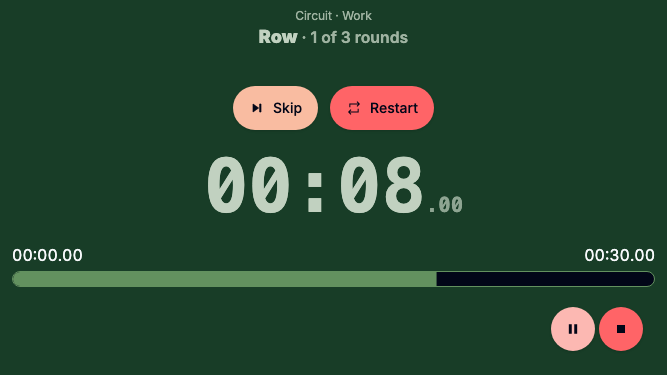 Circuit · Work
Row · 1 of 3 rounds
Skip
Restart
00:08.00
00:00.00
00:30.00